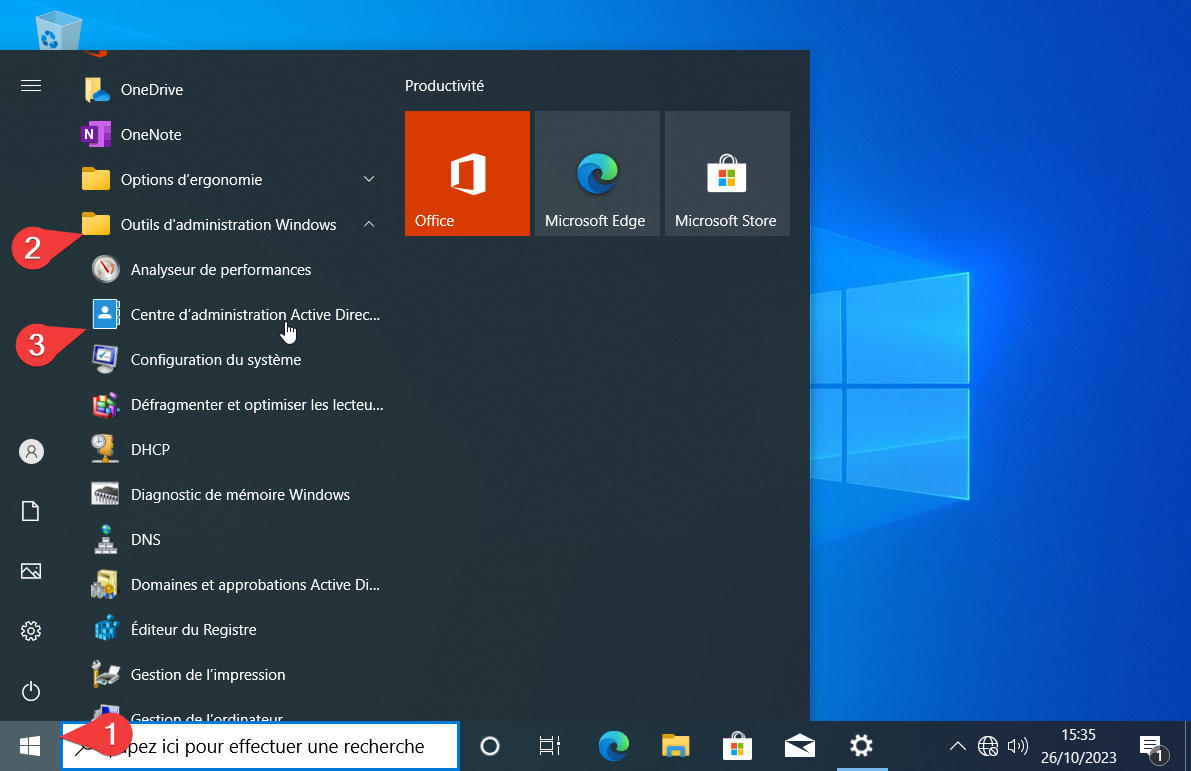 OneDrive
N OneNote
Options d'ergonomie
Outils d'administration Windows
2
Analyseur de performances
3
Centre d'administration Active Direc...
Configuration du système
Défragmenter et optimiser les lecteu...
DHCP
Diagnostic de mémoire Windows
DNS
Domaines et approbations Active Di...
Éditeur du Registre
Gestion de l'impression
Gestion de l'ordinateur
Productivité
Office
Microsoft Edge
Microsoft Store
1
pez ici pour effectuer une recherche
15:35
26/10/2023
1